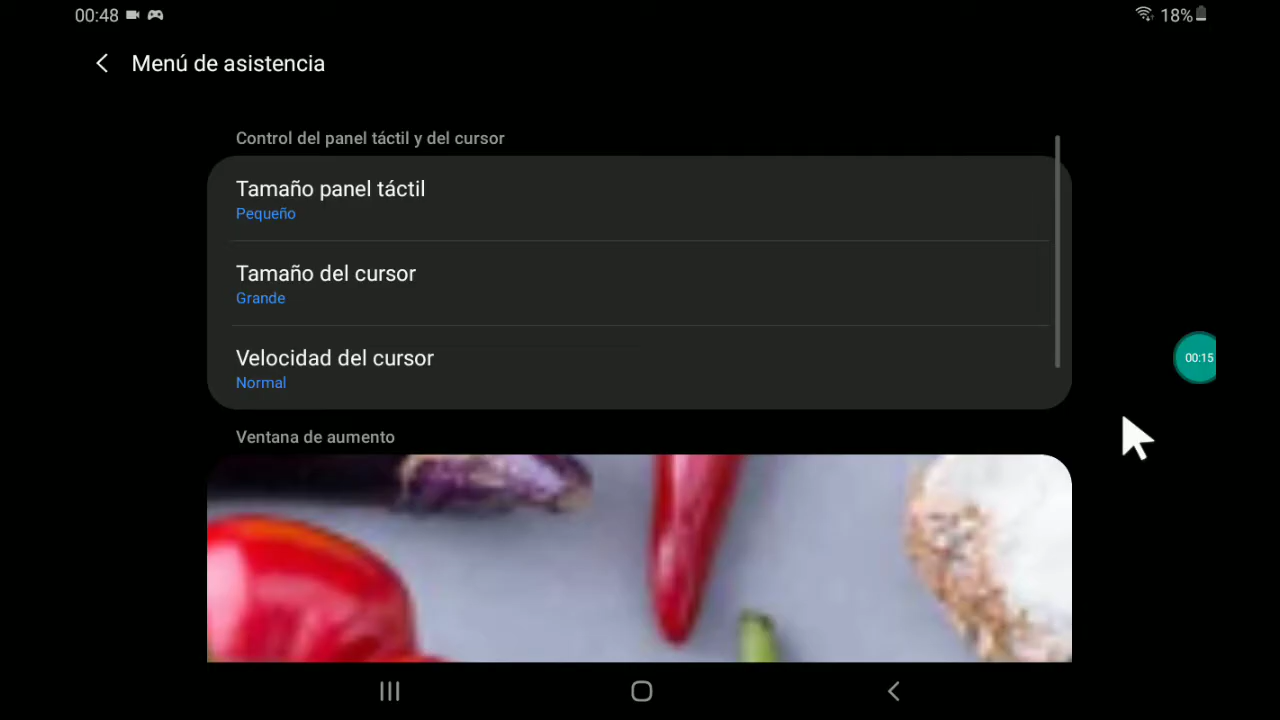 00:48
18%
Menú de asistencia
Control del panel táctil y del cursor
Tamaño panel táctil
Pequeño
Tamaño del cursor
Grande
Velocidad del cursor
Normal
00:15
Ventana de aumento